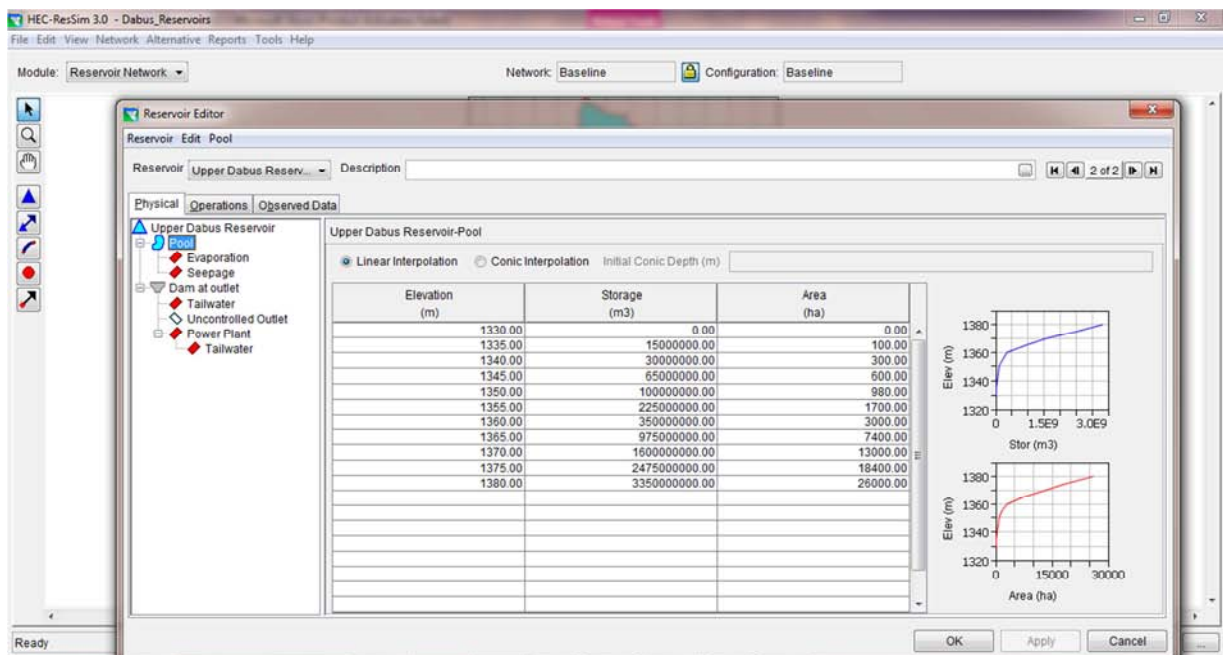 HEC-ResSim 3.0 - Dabus_Reservoirs
File Edit View Network Alternative Reports Tools Help
Module: Reservoir Network Network: Baseline Configuration: Baseline
Reservoir Editor
Reservoir Edit Pool
Reservoir Upper Dabus Reserv... Description 2 of 2
Physical Operations Observed Data
Upper Dabus Reservoir
Pool
Evaporation
Seepage
Dam at outlet
Tailwater
Uncontrolled Outlet
Power Plant
Tailwater
Upper Dabus Reservoir-Pool
Linear Interpolation Conic Interpolation Initial Conic Depth (m)
Elevation Storage Area
(m) (m3) (ha)
1330.00 0.00 0.00
1335.00 15000000.00 100.00
1340.00 30000000.00 300.00
1345.00 65000000.00 600.00
1350.00 100000000.00 980.00
1355.00 225000000.00 1700.00
1360.00 350000000.00 3000.00
1365.00 975000000.00 7400.00
1370.00 1600000000.00 13000.00
1375.00 2475000000.00 18400.00
1380.00 3350000000.00 26000.00
Elev (m)
1380
1360
1340
1320
0 1.5E9 3.0E9
Stor (m3)
Elev (m)
1380
1360
1340
1320
0 15000 30000
Area (ha)
OK Apply Cancel
Ready ...